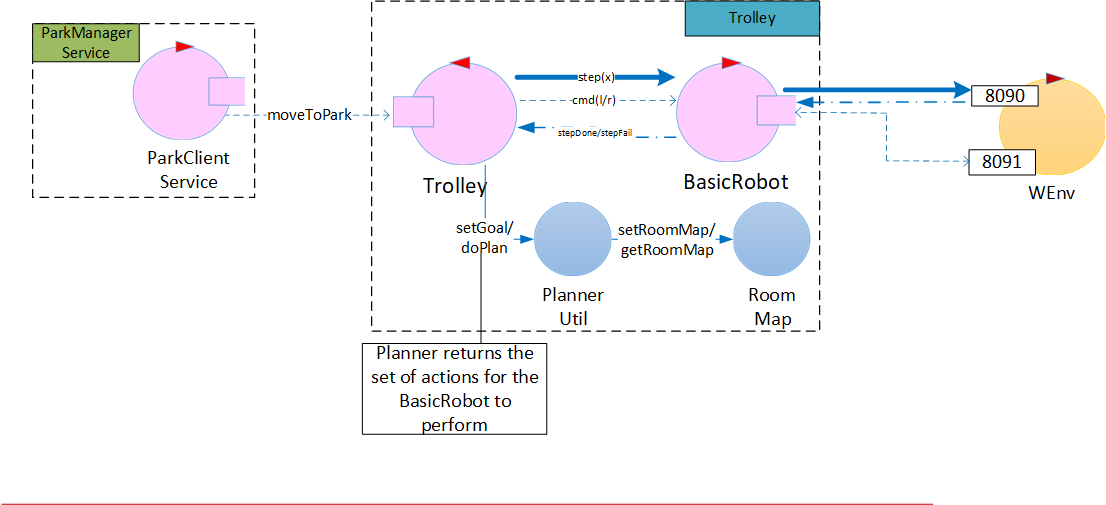 ParkManager
Service
ParkClient
Service
moveToPark
Trolley
step(x)
cmd(l/r)
stepDone/stepFail
Trolley
BasicRobot
setGoal/
doPlan
setRoomMap/
getRoomMap
Planner
Util
Room
Map
8090
8091
WEnv
Planner returns the
set of actions for the
BasicRobot to
perform